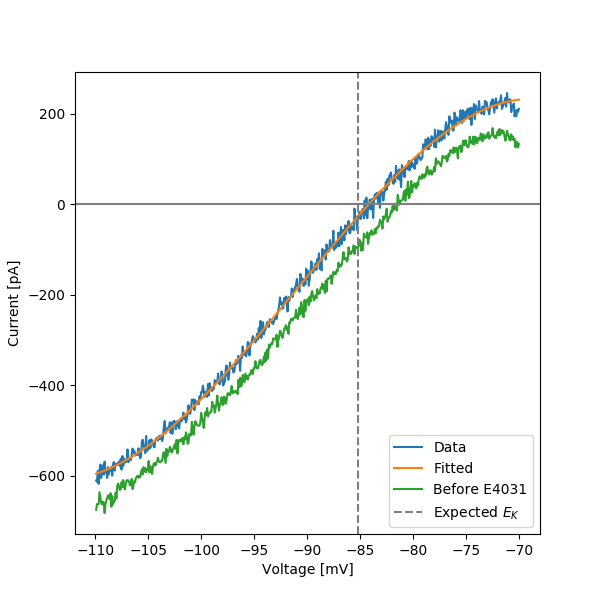 200
0
−200
−400
−600
Current [pA]
−110
−105
−100
−95
−90
−85
−80
−75
−70
Voltage [mV]
Data
Fitted
Before E4031
Expected E_K